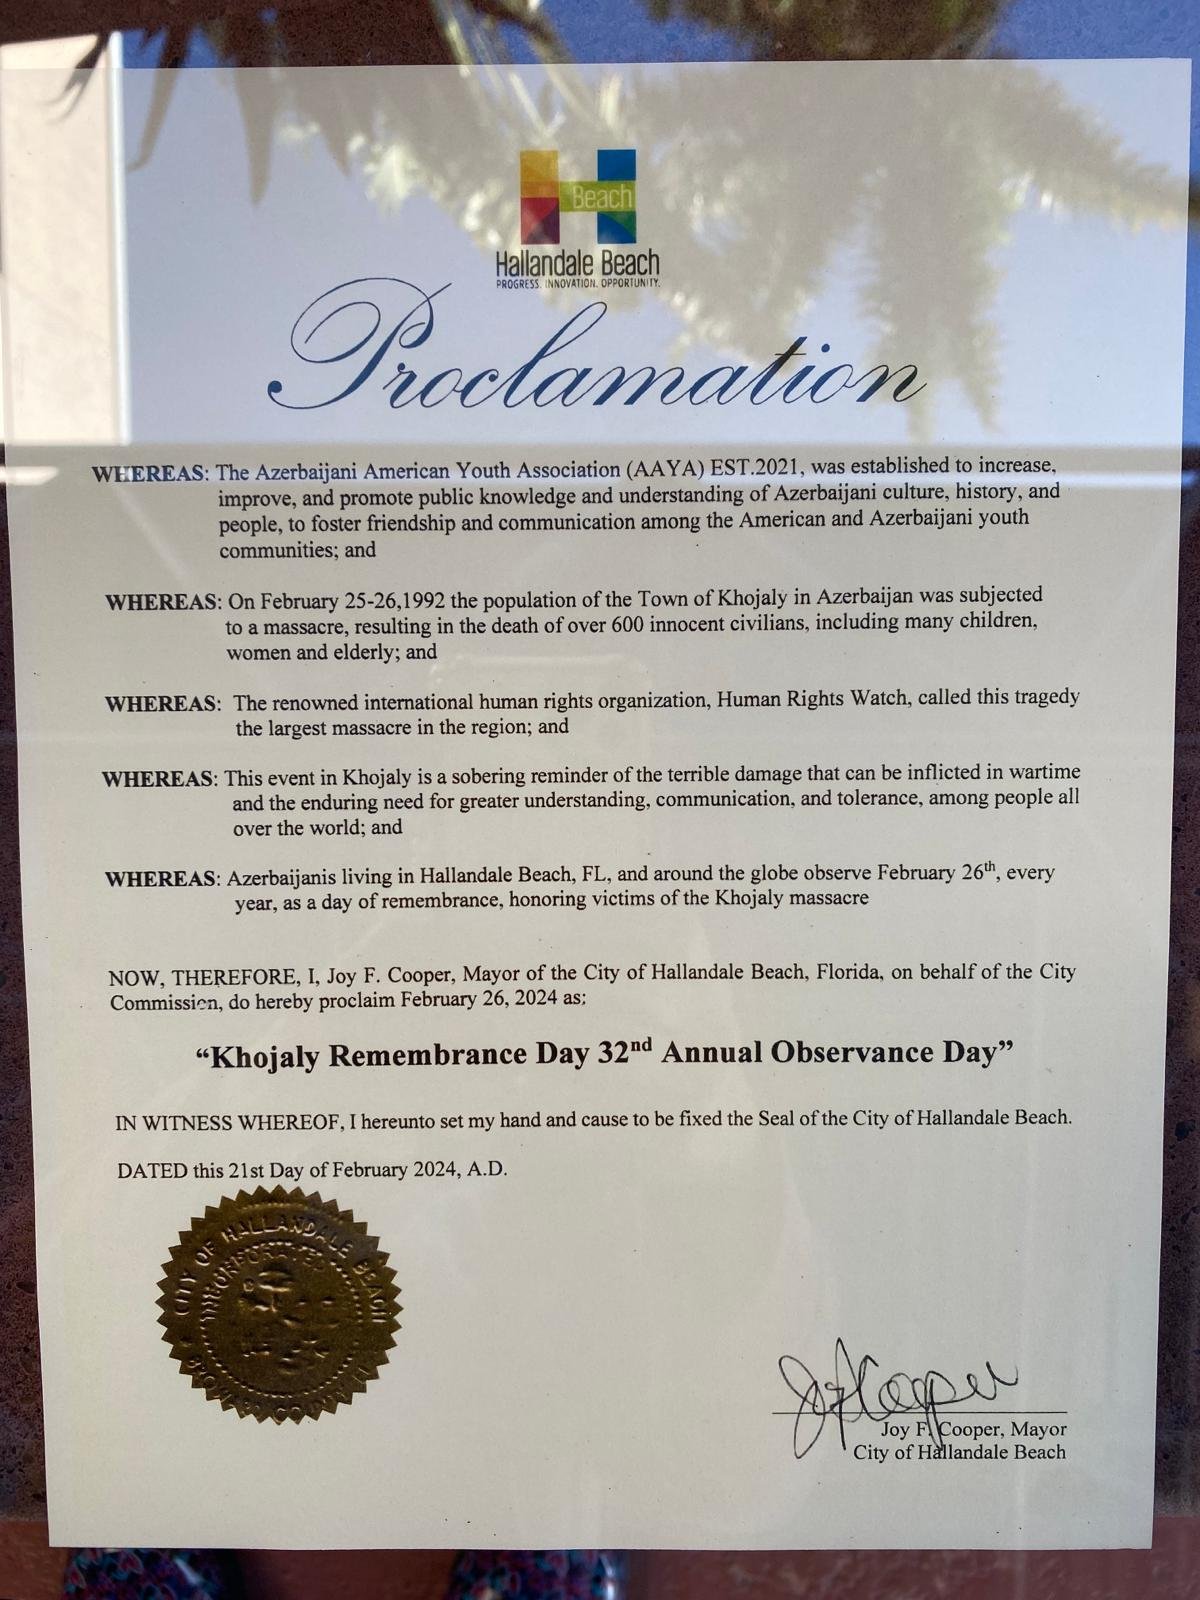 Beach
Hallandale Beach
PROGRESS. INNOVATION. OPPORTUNITY.
Proclamation
WHEREAS: The Azerbaijani American Youth Association (AAYA) EST.2021, was established to increase,
improve, and promote public knowledge and understanding of Azerbaijani culture, history, and
people, to foster friendship and communication among the American and Azerbaijani youth
communities; and
WHEREAS: On February 25-26,1992 the population of the Town of Khojaly in Azerbaijan was subjected
to a massacre, resulting in the death of over 600 innocent civilians, including many children,
women and elderly; and
WHEREAS: The renowned international human rights organization, Human Rights Watch, called this tragedy
the largest massacre in the region; and
WHEREAS: This event in Khojaly is a sobering reminder of the terrible damage that can be inflicted in wartime
and the enduring need for greater understanding, communication, and tolerance, among people all
over the world; and
WHEREAS: Azerbaijanis living in Hallandale Beach, FL, and around the globe observe February 26th, every
year, as a day of remembrance, honoring victims of the Khojaly massacre
NOW, THEREFORE, I, Joy F. Cooper, Mayor of the City of Hallandale Beach, Florida, on behalf of the City
Commission, do hereby proclaim February 26, 2024 as:
“Khojaly Remembrance Day 32nd Annual Observance Day”
IN WITNESS WHEREOF, I hereunto set my hand and cause to be fixed the Seal of the City of Hallandale Beach.
DATED this 21st Day of February 2024, A.D.
CITY OF HALLANDALE BEACH
INCORPORATED
Joy F Cooper
Joy F. Cooper, Mayor
City of Hallandale Beach